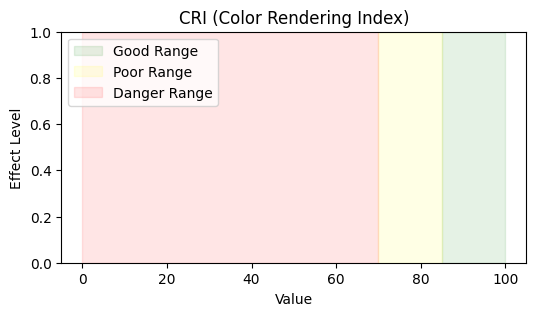 CRI (Color Rendering Index)
Good Range
Poor Range
Danger Range
Effect Level
1.0
0.8
0.6
0.4
0.2
0.0
0 20 40 60 80 100
Value